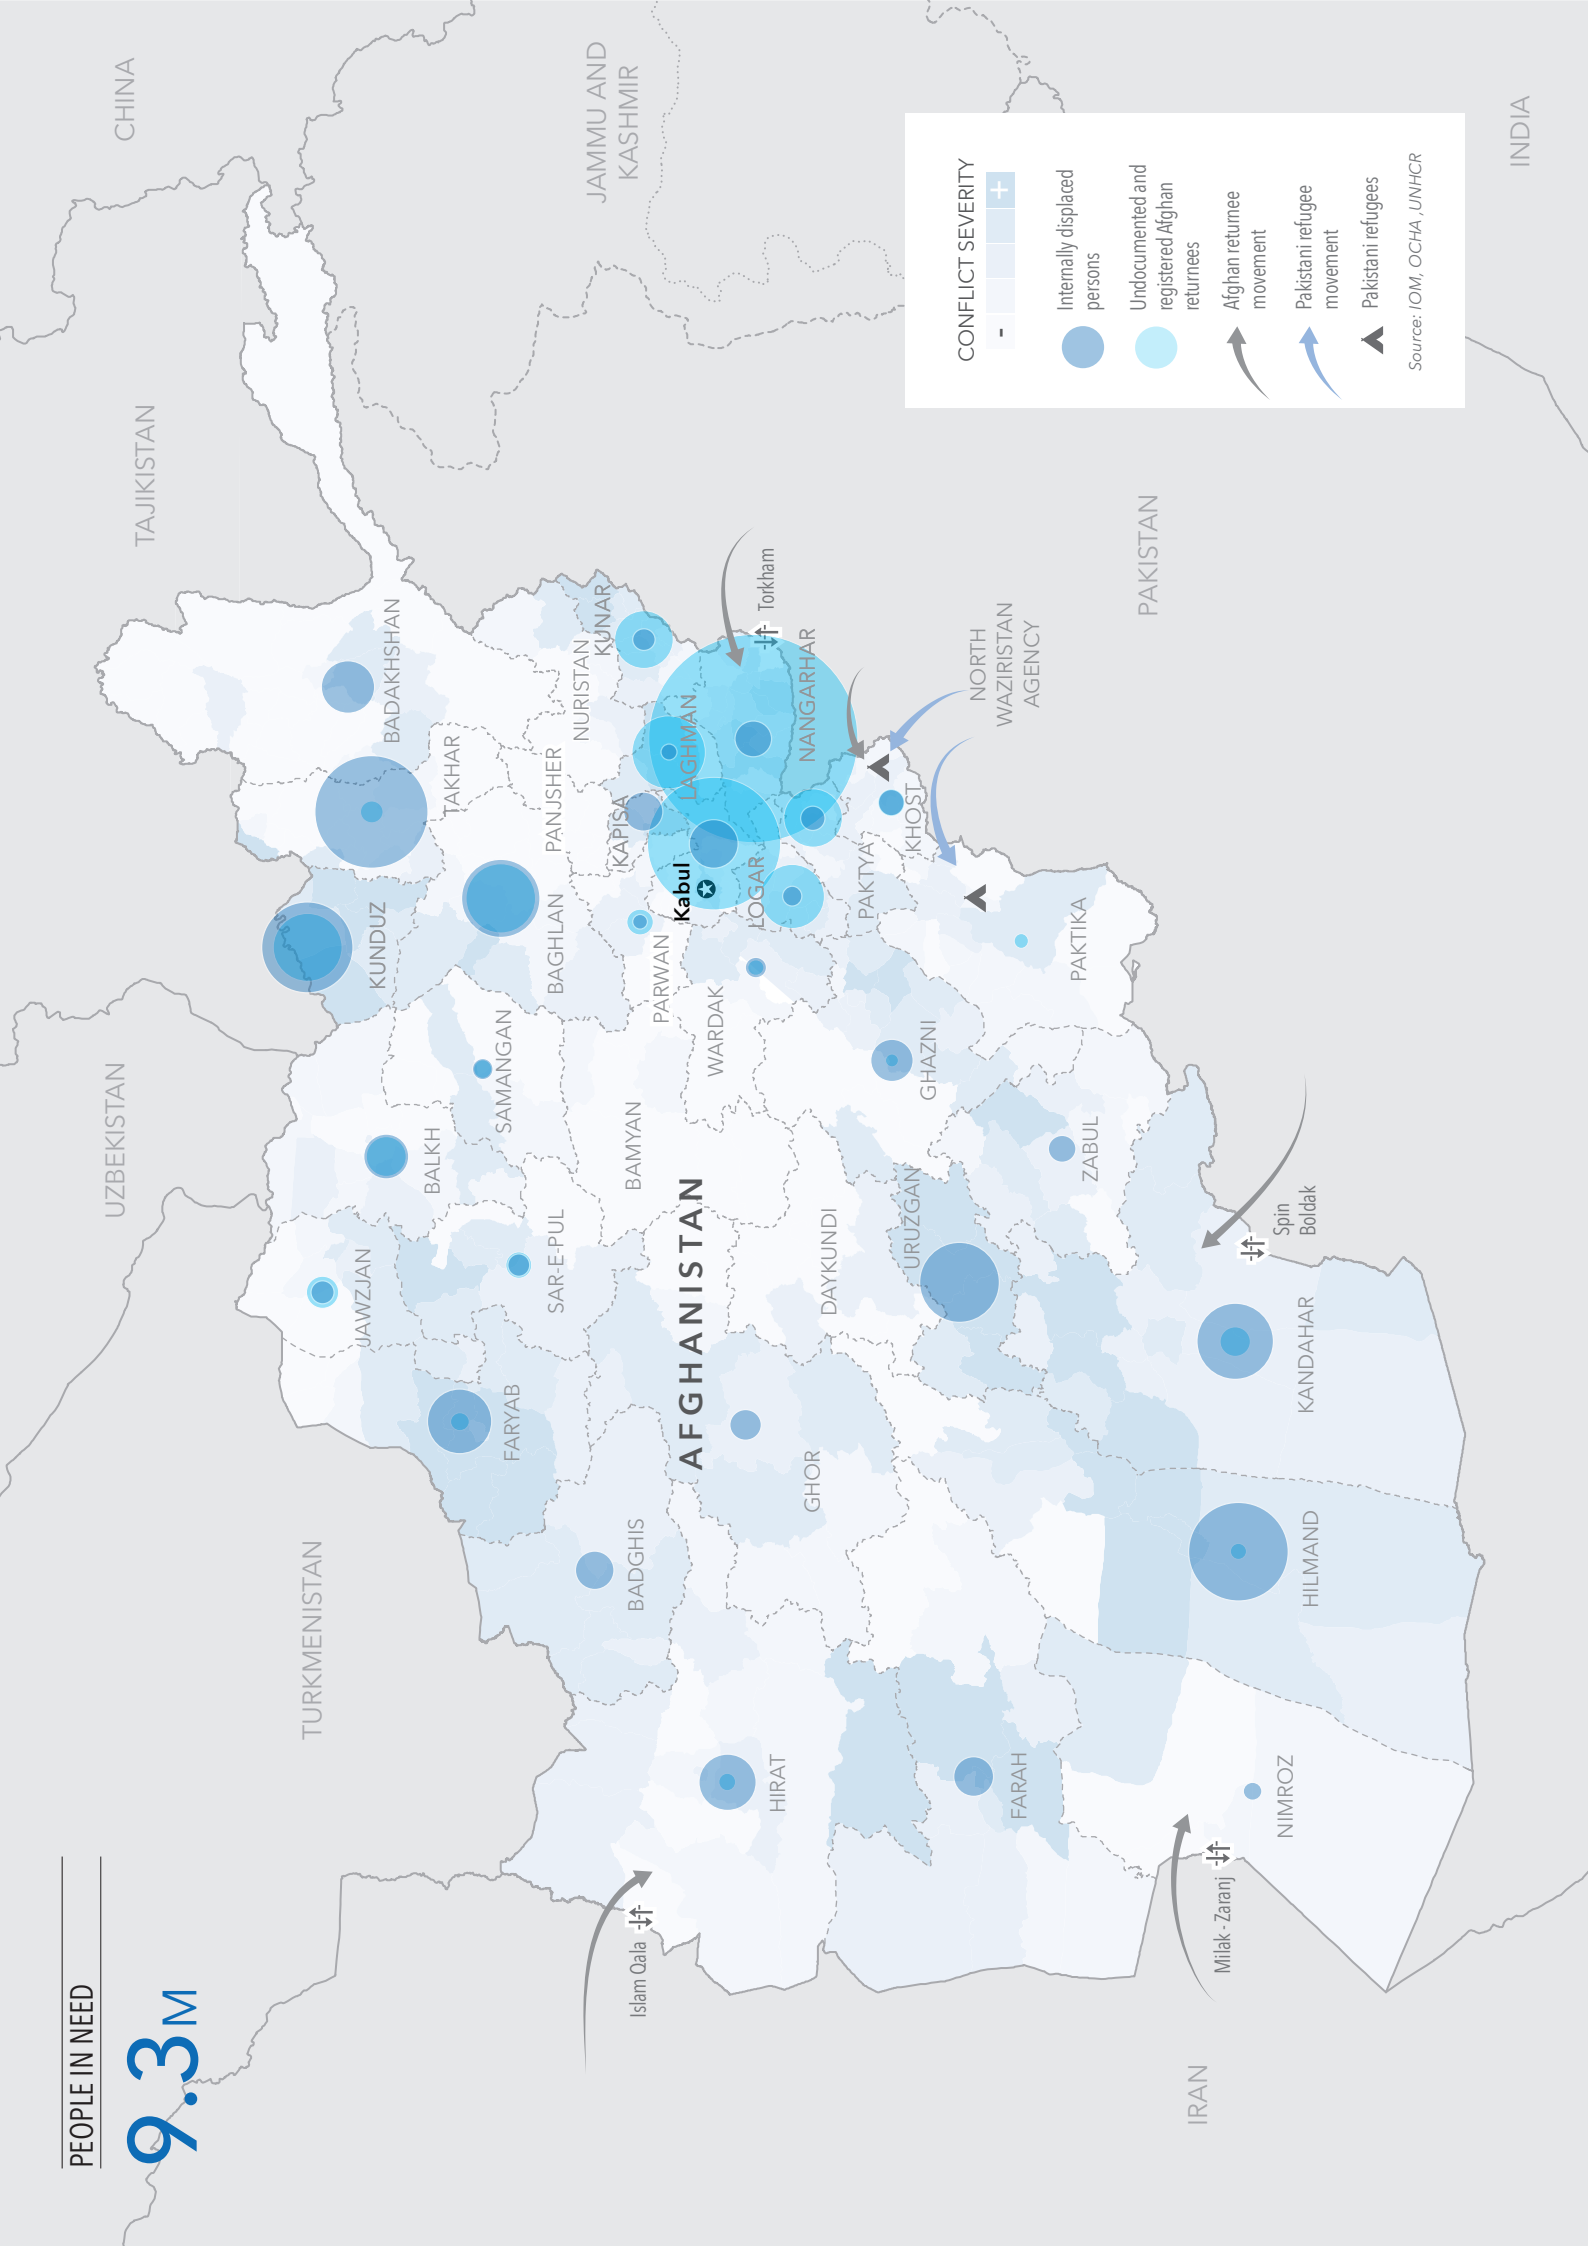 PEOPLE IN NEED
9.3M
UZBEKISTAN
TAJIKISTAN
CHINA
TURKMENISTAN
JAMMU AND
KASHMIR
IRAN
PAKISTAN
INDIA
NORTH
WAZIRISTAN
AGENCY
AFGHANISTAN
Kabul
JAWZJAN
BALKH
KUNDUZ
BADAKHSHAN
TAKHAR
FARYAB
SAMANGAN
SAR-E-PUL
BAGHLAN
PANJSHER
NURISTAN
KUNAR
BADGHIS
BAMYAN
PARWAN
KAPISA
LAGHMAN
WARDAK
LOGAR
NANGARHAR
HIRAT
GHOR
DAYKUNDI
PAKTYA
KHOST
URUZGAN
GHAZNI
FARAH
ZABUL
PAKTIKA
NIMROZ
HILMAND
KANDAHAR
Islam Qala
Torkham
Milak - Zaranj
Spin
Boldak
CONFLICT SEVERITY
- +
Internally displaced
persons
Undocumented and
registered Afghan
returnees
Afghan returnee
movement
Pakistani refugee
movement
Pakistani refugees
Source: IOM, OCHA ,UNHCR